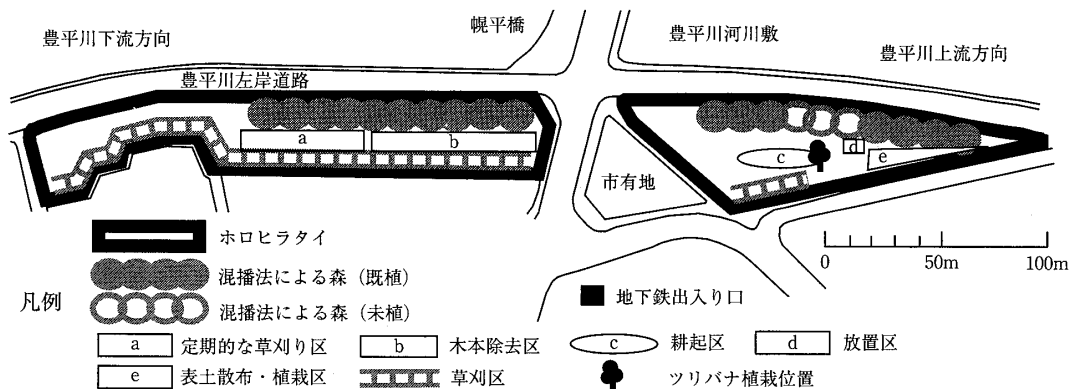 幌平橋
豊平川下流方向
豊平川河川敷
豊平川上流方向
豊平川左岸道路
a
b
c
d
e
市有地
0 50m 100m
凡例
ホロヒラタイ
混播法による森（既植）
混播法による森（未植）
地下鉄出入り口
a 定期的な草刈り区
b 木本除去区
c 耕起区
d 放置区
e 表土散布・植栽区
草刈区
ツリバナ植栽位置